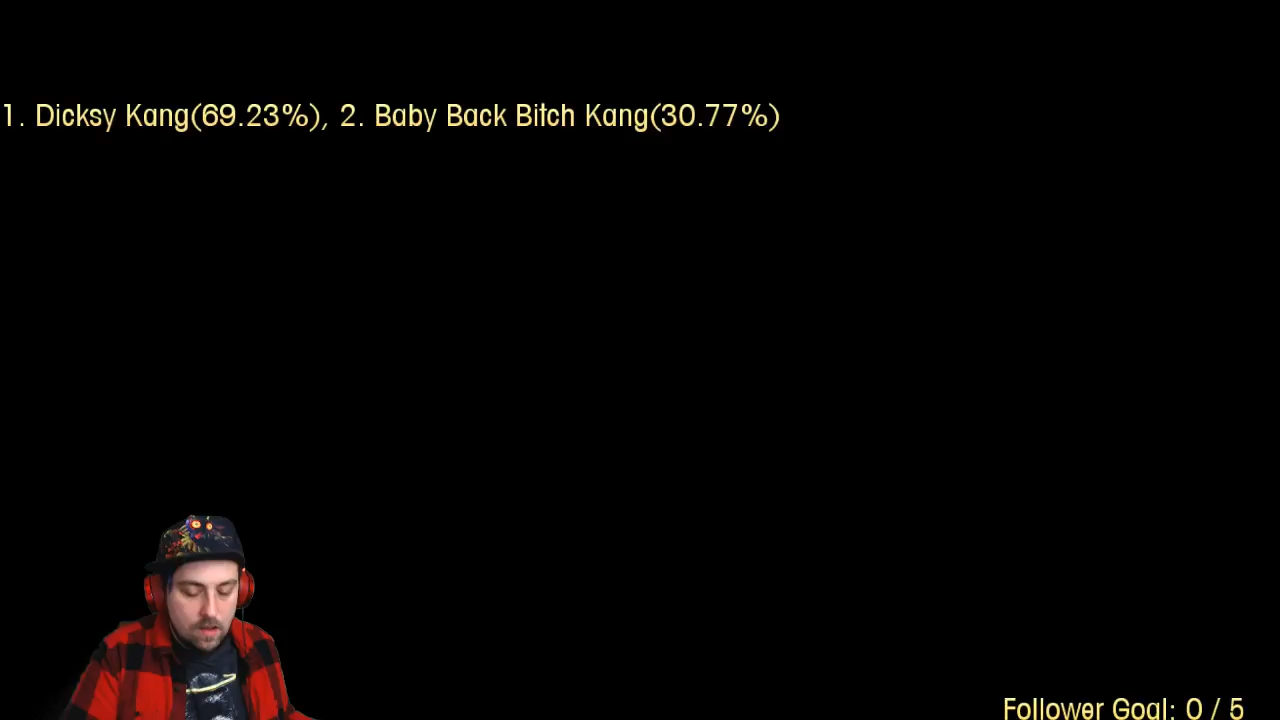 1. Dicksy Kang(69.23%), 2. Baby Back Bitch Kang(30.77%)
Follower Goal: 0 / 5